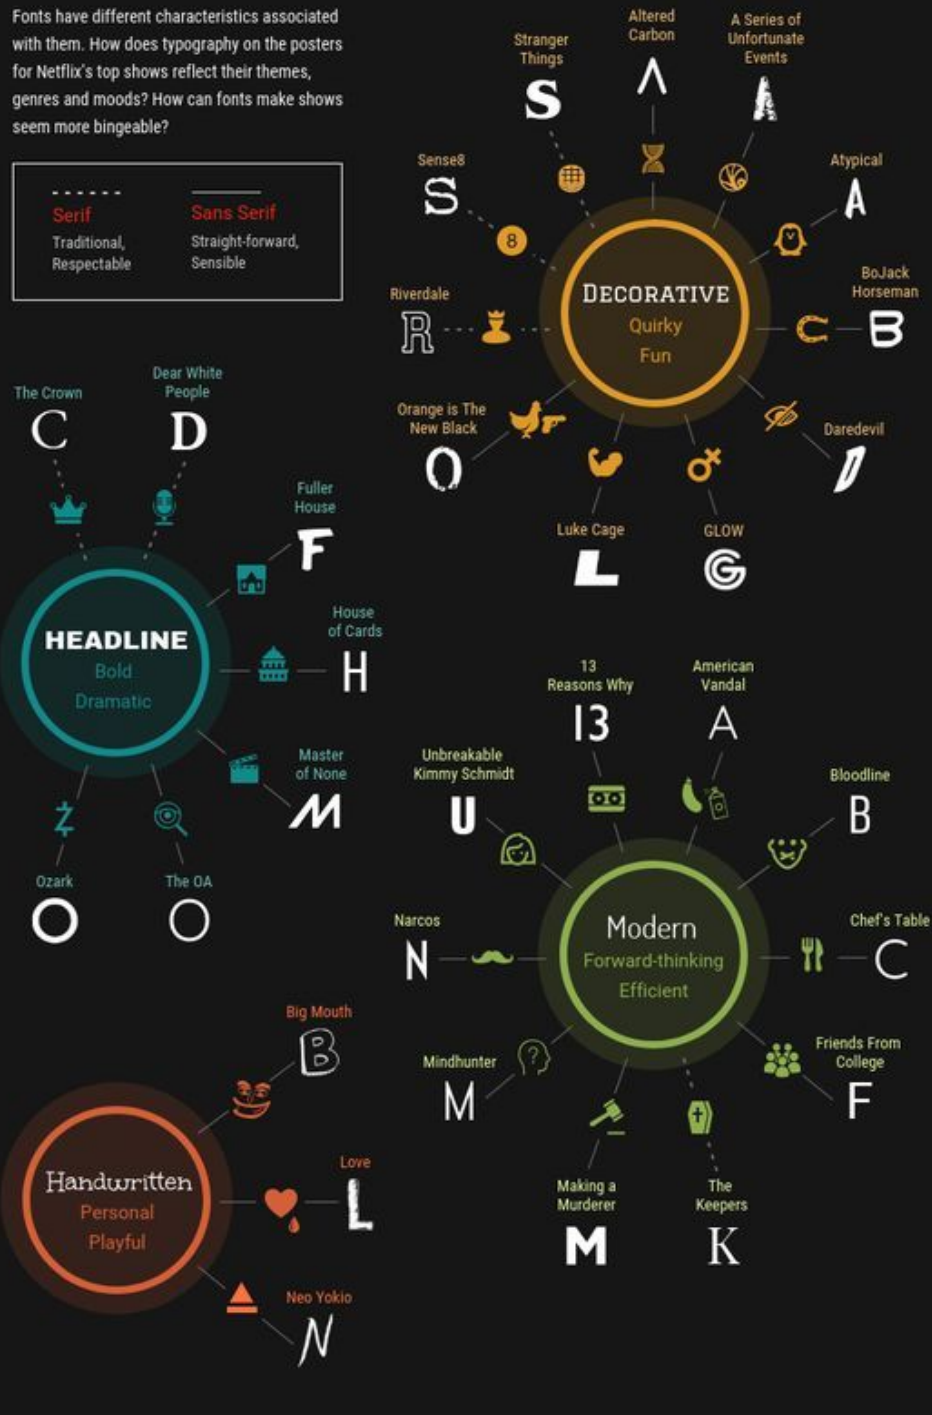 Fonts have different characteristics associated
with them. How does typography on the posters
for Netflix's top shows reflect their themes,
genres and moods? How can fonts make shows
seem more bingeable?
Serif
Traditional,
Respectable
Sans Serif
Straight-forward,
Sensible
DECORATIVE
Quirky
Fun
Altered
Carbon
Λ
A Series of
Unfortunate
Events
A
Atypical
A
BoJack
Horseman
B
Daredevil
D
GLOW
G
Luke Cage
L
Orange is The
New Black
O
Riverdale
R
Sense8
S
8
Stranger
Things
S
HEADLINE
Bold
Dramatic
The Crown
C
Dear White
People
D
Fuller
House
F
House
of Cards
H
Master
of None
M
The OA
O
Ozark
O
Modern
Forward-thinking
Efficient
13
Reasons Why
13
American
Vandal
A
Bloodline
B
Chef's Table
C
Friends From
College
F
The
Keepers
K
Making a
Murderer
M
Mindhunter
M
?
Narcos
N
Unbreakable
Kimmy Schmidt
U
Handwritten
Personal
Playful
Big Mouth
B
Love
L
Neo Yokio
N